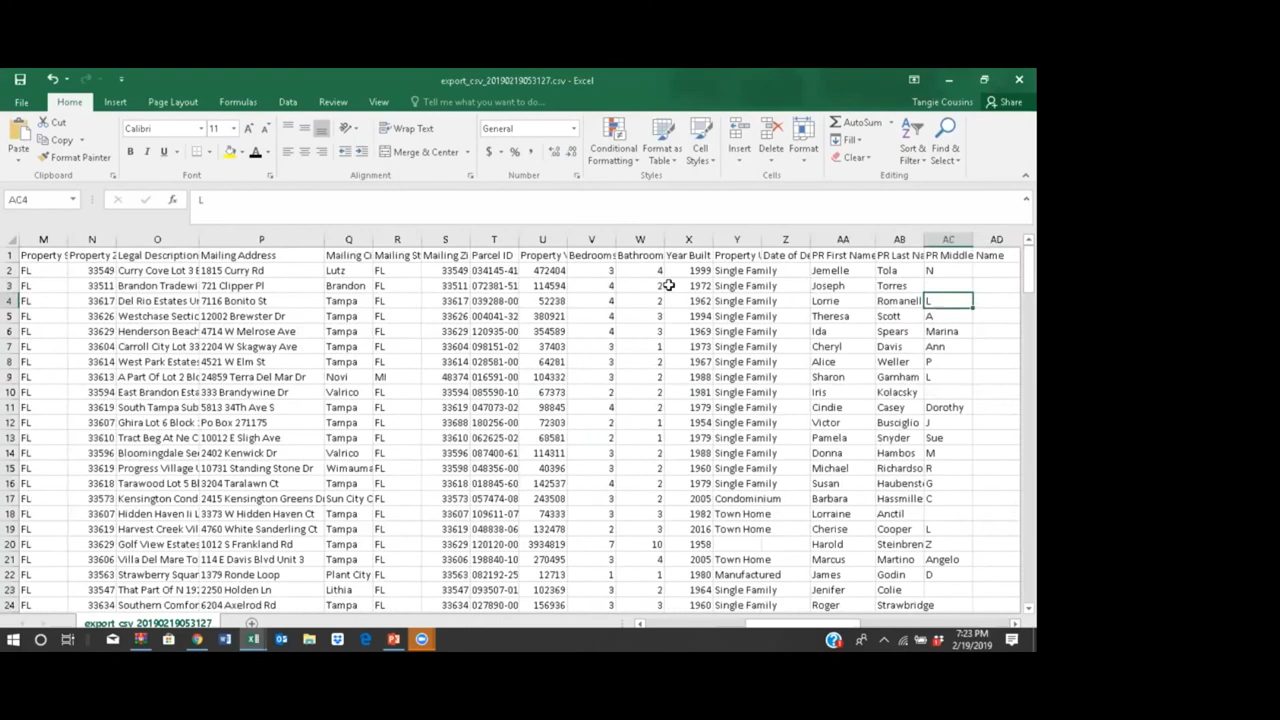 export_csv_20190219053127.csv - Excel
File Home Insert Page Layout Formulas Data Review View Tell me what you want to do... Tangie Cousins Share
Paste Cut Copy Format Painter Clipboard
Calibri 11 B I U A Font
Wrap Text Merge & Center Alignment
General $ % , Number
Conditional Formatting Format as Table Cell Styles Styles
Insert Delete Format Cells
AutoSum Fill Clear Sort & Filter Find & Select Editing
AC4 fx L
M N O P Q R S T U V W X Y Z AA AB AC AD
1 Property S Property Z Legal Description Mailing Address Mailing Ci Mailing St Mailing Zi Parcel ID Property V Bedrooms Bathroom Year Built Property U Date of De PR First Name PR Last Na PR Middle Name
2 FL 33549 Curry Cove Lot 3 E 1815 Curry Rd Lutz FL 33549 034145-41 472404 3 4 1999 Single Family Jemelle Tola N
3 FL 33511 Brandon Tradewi 721 Clipper Pl Brandon FL 33511 072381-51 114594 4 2 1972 Single Family Joseph Torres
4 FL 33617 Del Rio Estates U 7116 Bonito St Tampa FL 33617 039288-00 52238 4 2 1962 Single Family Lorrie Romanell L
5 FL 33626 Westchase Sectio 12002 Brewster Dr Tampa FL 33626 004041-32 380921 4 3 1994 Single Family Theresa Scott A
6 FL 33629 Henderson Beach 4714 W Melrose Ave Tampa FL 33629 120935-00 354589 4 3 1969 Single Family Ida Spears Marina
7 FL 33604 Carroll City Lot 33 2204 W Skagway Ave Tampa FL 33604 098151-02 37403 3 1 1973 Single Family Cheryl Davis Ann
8 FL 33614 West Park Estates 4521 W Elm St Tampa FL 33614 028581-00 64281 3 2 1967 Single Family Alice Weller P
9 FL 33613 A Part Of Lot 2 Blo 24859 Terra Del Mar Dr Novi MI 48374 016591-00 104332 3 2 1988 Single Family Sharon Garnham L
10 FL 33594 East Brandon Esta 333 Brandywine Dr Valrico FL 33594 085590-10 67373 2 2 1981 Single Family Iris Kolacsky
11 FL 33619 South Tampa Sub 5813 34Th Ave S Tampa FL 33619 047073-02 98845 4 2 1979 Single Family Cindie Casey Dorothy
12 FL 33607 Ghira Lot 6 Block Po Box 271175 Tampa FL 33688 180256-00 72303 2 1 1954 Single Family Victor Busciglio J
13 FL 33610 Tract Beg At Ne C 10012 E Sligh Ave Tampa FL 33610 062625-02 68581 2 1 1979 Single Family Pamela Snyder Sue
14 FL 33596 Bloomingdale Sec 2402 Kenwick Dr Valrico FL 33596 087400-61 114311 3 2 1988 Single Family Donna Hambos M
15 FL 33619 Progress Village U 10731 Standing Stone Dr Wimauma FL 33598 048356-00 40396 3 2 1960 Single Family Michael Richardso R
16 FL 33618 Tarawood Lot 5 Bl 16210 Taralawn Ct Tampa FL 33618 018845-60 142537 4 2 1979 Single Family Susan Haubenst G
17 FL 33573 Kensington Cond 2415 Kensington Greens D Sun City C FL 33573 057474-08 243508 3 2 2005 Condominium Barbara Hassmille C
18 FL 33637 Hidden Haven Ii L 3373 W Hidden Haven Ct Tampa FL 33637 109611-07 74333 3 3 1982 Town Home Lorraine Anctil
19 FL 33619 Harvest Creek Vil 4760 White Sanderling Ct Tampa FL 33619 048838-06 132478 2 3 2016 Town Home Cherise Cooper L
20 FL 33629 Golf View Estates 1012 S Frankland Rd Tampa FL 33629 120120-00 3934819 7 10 1958 Harold Steinbren Z
21 FL 33606 Villa Del Mare To 114 E Davis Blvd Unit 3 Tampa FL 33606 198840-10 270495 3 4 2005 Town Home Marcus Martino Angelo
22 FL 33563 Strawberry Squar 1379 Ronde Loop Plant City FL 33563 082192-25 12713 1 1 1980 Manufactured James Godin D
23 FL 33547 That Part Of N 19 2250 Holden Ln Lithia FL 33547 093507-01 102369 3 2 1964 Single Family Jenifer Colie
24 FL 33634 Southern Comfor 6204 Axelrod Rd Tampa FL 33634 027890-00 156936 3 3 1960 Single Family Roger Strawbridge
export_csv_20190219053127
7:23 PM
2/19/2019